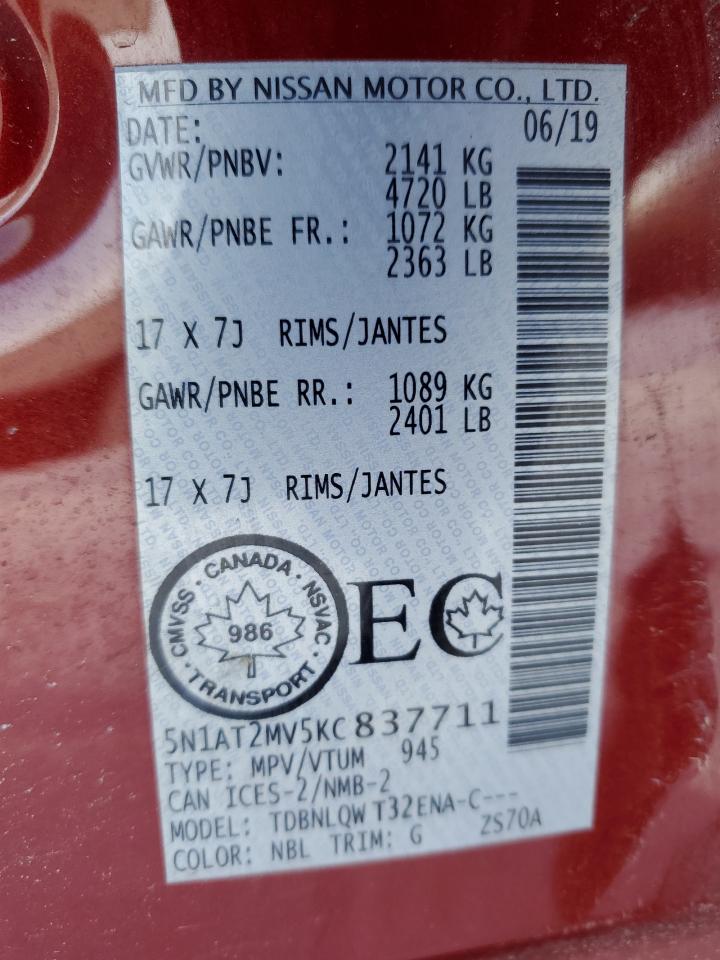 MFD BY NISSAN MOTOR CO., LTD.
DATE: 06/19
GVWR/PNBV: 2141 KG
4720 LB
GAWR/PNBE FR.: 1072 KG
2363 LB
17 X 7J RIMS/JANTES
GAWR/PNBE RR.: 1089 KG
2401 LB
17 X 7J RIMS/JANTES
CMVSS · CANADA · NSVAC · TRANSPORT ·
986
EC
5N1AT2MV5KC837711
TYPE: MPV/VTUM 945
CAN ICES-2/NMB-2
MODEL: TDBNLQW T32ENA-C---
COLOR: NBL TRIM: G ZS70A